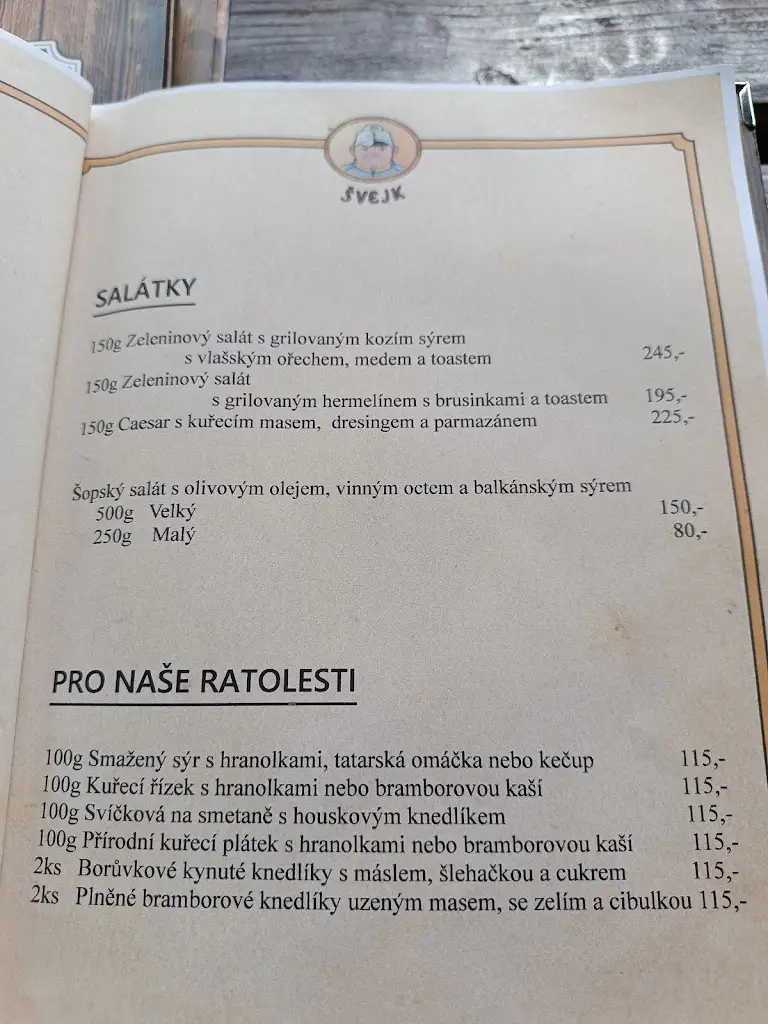 ŠVEJK
SALÁTKY
150g Zeleninový salát s grilovaným kozím sýrem
s vlašským ořechem, medem a toastem 245,-
150g Zeleninový salát
s grilovaným hermelínem s brusinkami a toastem 195,-
150g Caesar s kuřecím masem, dresingem a parmazánem 225,-
Šopský salát s olivovým olejem, vinným octem a balkánským sýrem
500g Velký 150,-
250g Malý 80,-
PRO NAŠE RATOLESTI
100g Smažený sýr s hranolkami, tatarská omáčka nebo kečup 115,-
100g Kuřecí řízek s hranolkami nebo bramborovou kaší 115,-
100g Svíčková na smetaně s houskovým knedlíkem 115,-
100g Přírodní kuřecí plátek s hranolkami nebo bramborovou kaší 115,-
2ks Borůvkové kynuté knedlíky s máslem, šlehačkou a cukrem 115,-
2ks Plněné bramborové knedlíky uzeným masem, se zelím a cibulkou 115,-